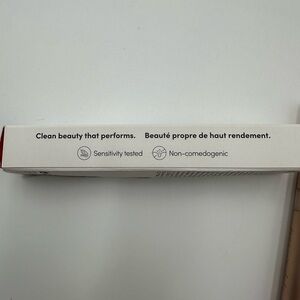 Clean beauty that performs. Beauté propre de haut rendement.
Sensitivity tested Non-comedogenic